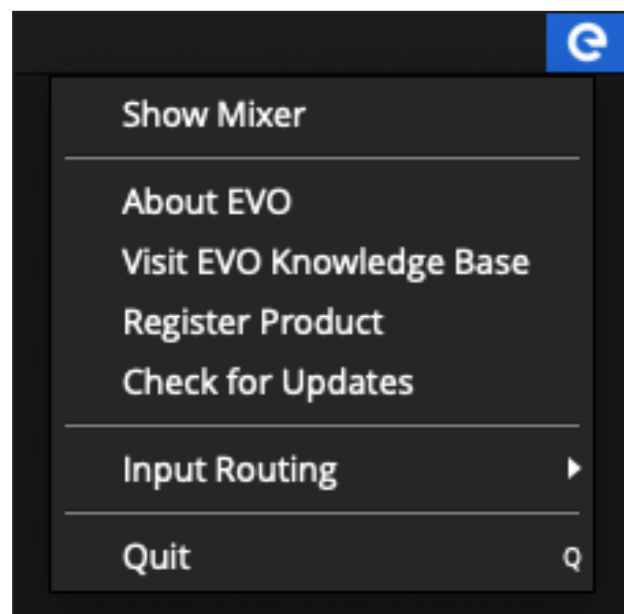 e
Show Mixer
About EVO
Visit EVO Knowledge Base
Register Product
Check for Updates
Input Routing
Quit Q